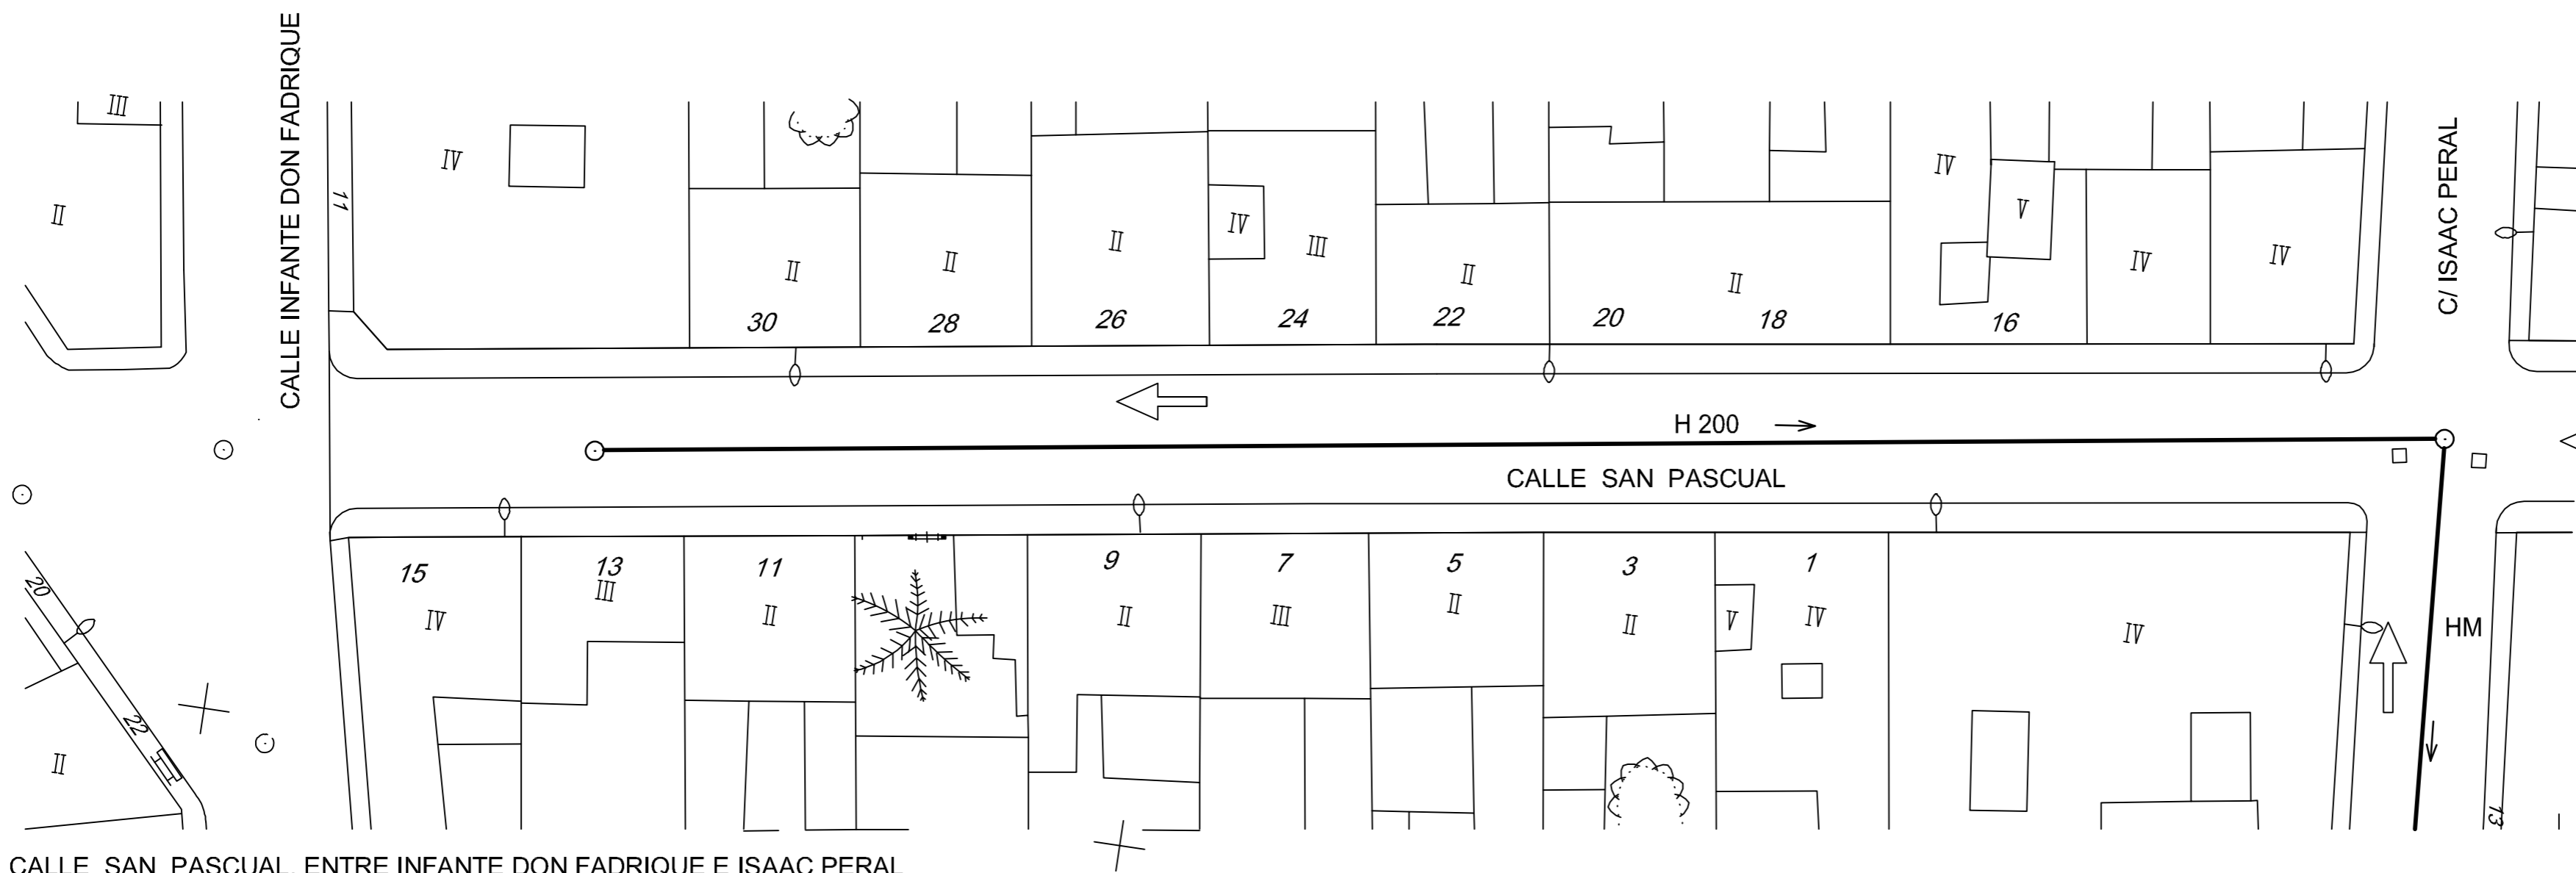 CALLE INFANTE DON FADRIQUE
C/ ISAAC PERAL
III
II
11
IV
II
II
II
IV
III
II
II
IV
V
IV
IV
30
28
26
24
22
20
18
16
H 200
CALLE SAN PASCUAL
15
13
11
9
7
5
3
1
IV
III
II
II
III
II
II
V
IV
IV
HM
20
22
II
13
CALLE SAN PASCUAL, ENTRE INFANTE DON FADRIQUE E ISAAC PERAL